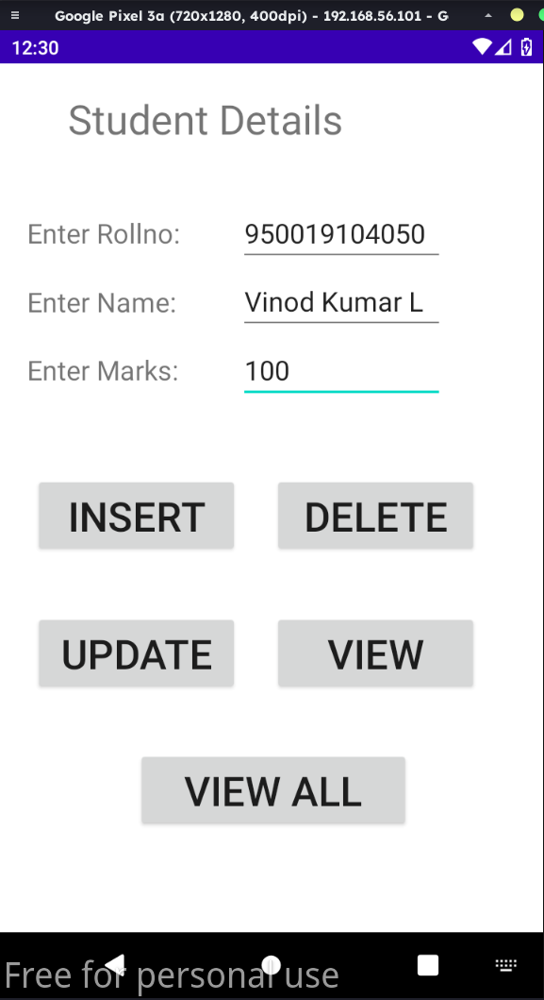 Google Pixel 3a (720x1280, 400dpi) - 192.168.56.101 - G
12:30
Student Details
Enter Rollno: 950019104050
Enter Name: Vinod Kumar L
Enter Marks: 100
INSERT DELETE
UPDATE VIEW
VIEW ALL
Free for personal use